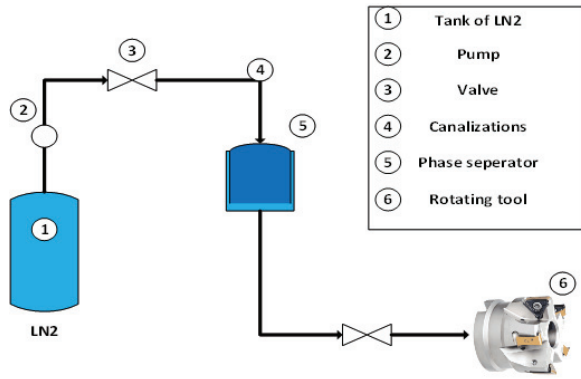 3
2
4
5
1
LN2
6
1 Tank of LN2
2 Pump
3 Valve
4 Canalizations
5 Phase seperator
6 Rotating tool